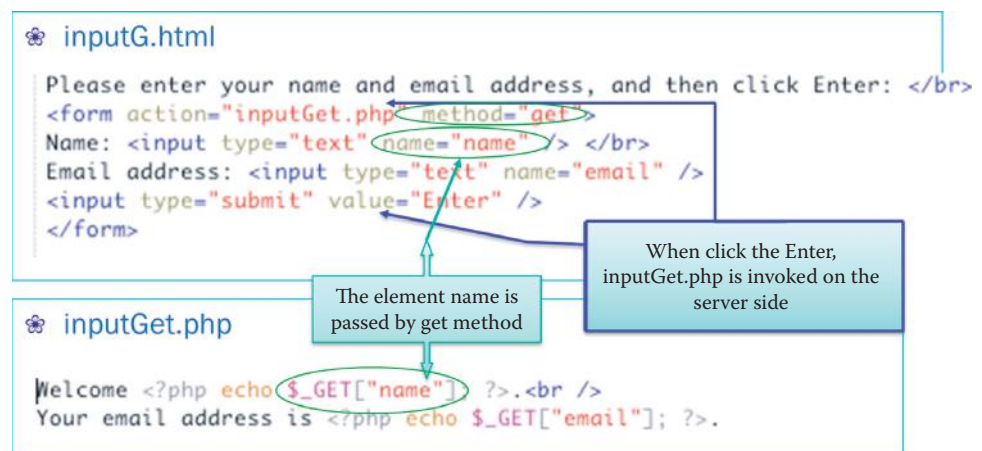 inputG.html
Please enter your name and email address, and then click Enter: </br>
<form action="inputGet.php" method="get">
Name: <input type="text" name="name" /> </br>
Email address: <input type="text" name="email" />
<input type="submit" value="Enter" />
</form>
When click the Enter,
inputGet.php is invoked on the
server side
The element name is
passed by get method
inputGet.php
Welcome <?php echo $_GET["name"]; ?>.<br />
Your email address is <?php echo $_GET["email"]; ?>.